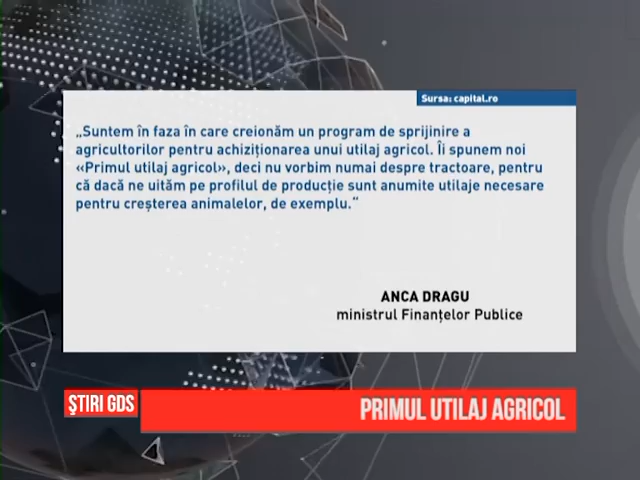 Sursa: capital.ro
„Suntem în faza în care creionăm un program de sprijinire a
agricultorilor pentru achiziționarea unui utilaj agricol. Îi spunem noi
«Primul utilaj agricol», deci nu vorbim numai despre tractoare, pentru
că dacă ne uităm pe profilul de producție sunt anumite utilaje necesare
pentru creșterea animalelor, de exemplu.”
ANCA DRAGU
ministrul Finanțelor Publice
ŞTIRI GDS
PRIMUL UTILAJ AGRICOL